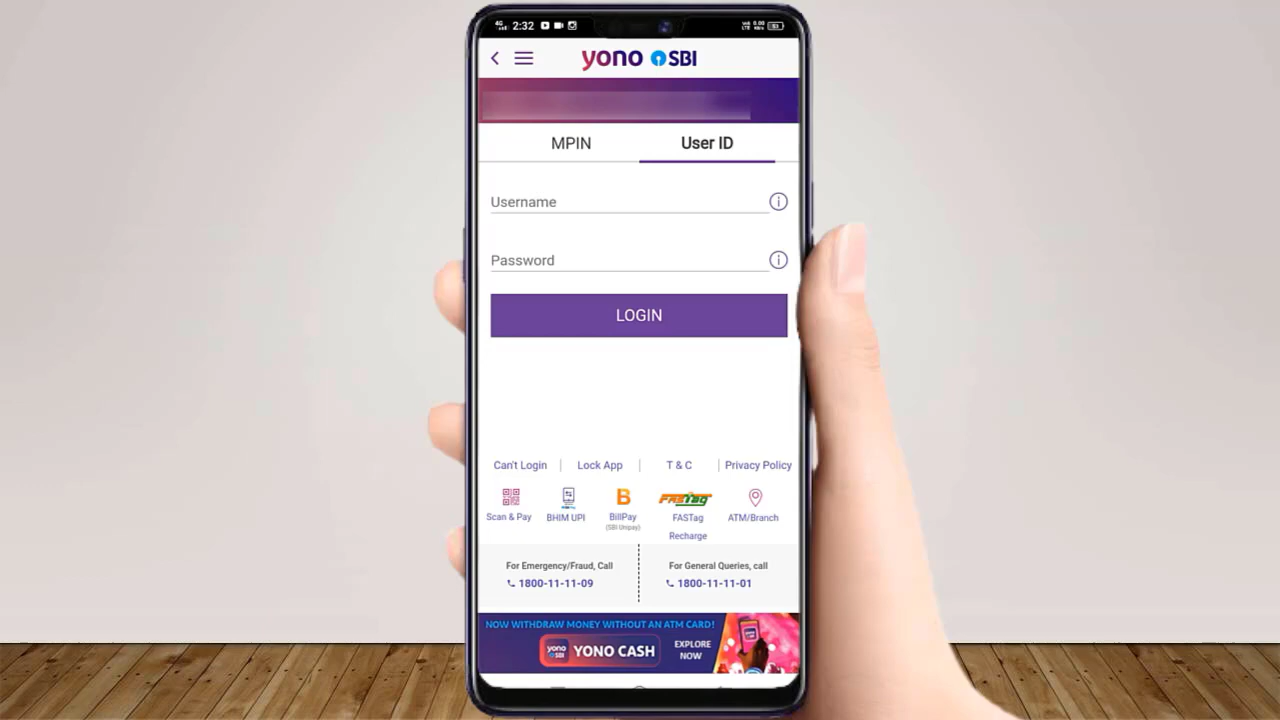 4G 2:32
yono SBI
MPIN User ID
Username
Password
LOGIN
Can't Login | Lock App | T & C | Privacy Policy
FASTag
Scan & Pay BHIM UPI BillPay FASTag ATM/Branch
(SBI Unipay) Recharge
For Emergency/Fraud, Call For General Queries, call
1800-11-11-09 1800-11-11-01
NOW WITHDRAW MONEY WITHOUT AN ATM CARD!
yono SBI YONO CASH EXPLORE
NOW